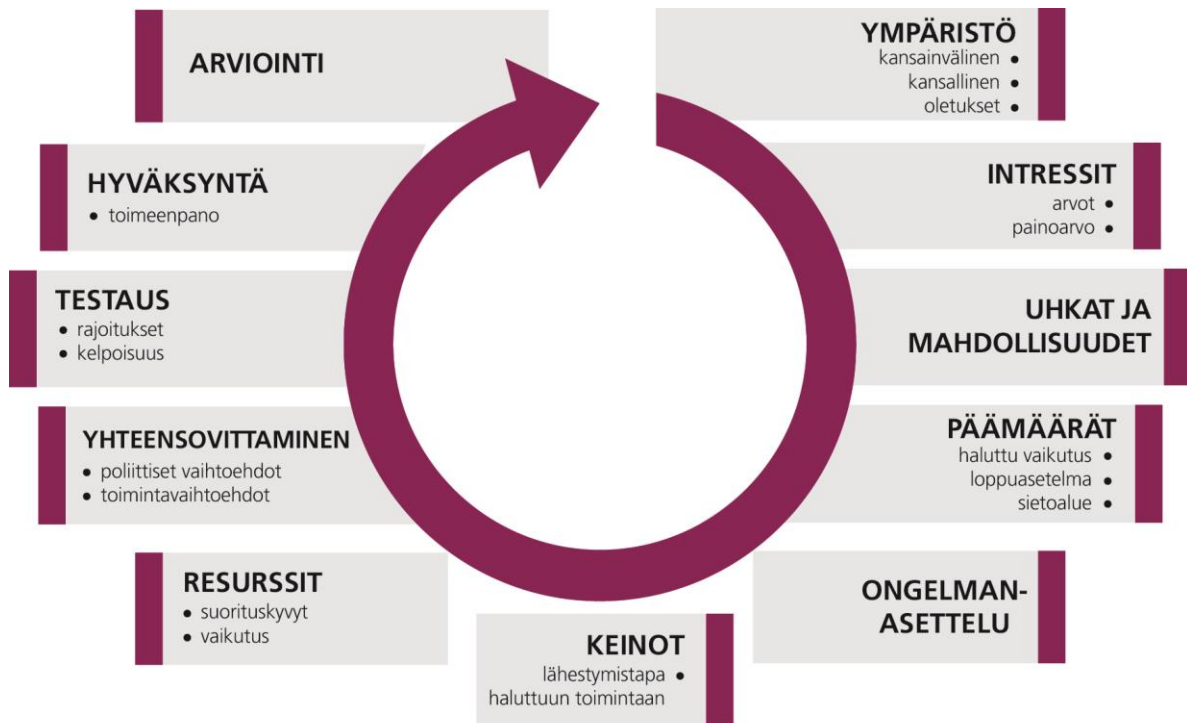 YMPÄRISTÖ
kansainvälinen •
kansallinen •
oletukset •
INTRESSIT
arvot •
painoarvo •
UHKAT JA
MAHDOLLISUUDET
PÄÄMÄÄRÄT
haluttu vaikutus •
loppuasetelma •
sietoalue •
ONGELMAN-
ASETTELU
KEINOT
lähestymistapa •
haluttuun toimintaan
RESURSSIT
• suorituskyvyt
• vaikutus
YHTEENSOVITTAMINEN
• poliittiset vaihtoehdot
• toimintavaihtoehdot
TESTAUS
• rajoitukset
• kelpoisuus
HYVÄKSYNTÄ
• toimeenpano
ARVIOINTI